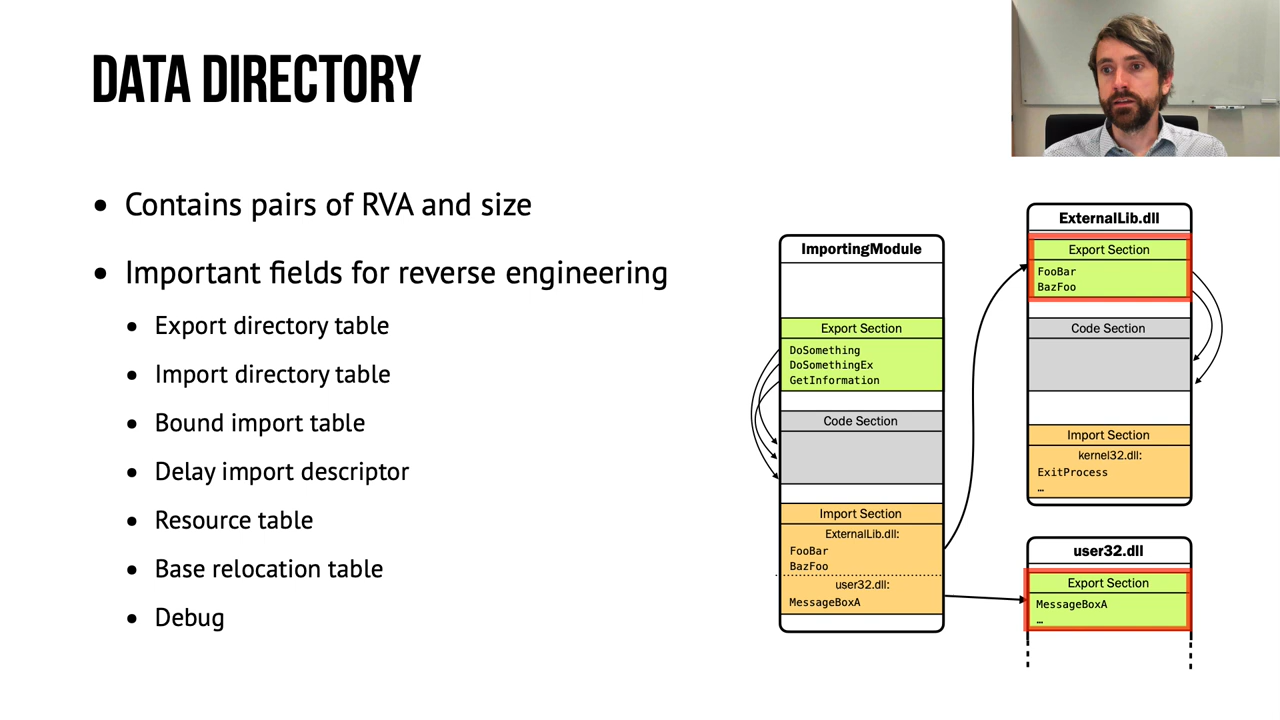 DATA DIRECTORY
• Contains pairs of RVA and size
• Important fields for reverse engineering
• Export directory table
• Import directory table
• Bound import table
• Delay import descriptor
• Resource table
• Base relocation table
• Debug
ImportingModule
Export Section
DoSomething
DoSomethingEx
GetInformation
Code Section
Import Section
ExternalLib.dll:
FooBar
BazFoo
user32.dll:
MessageBoxA
ExternalLib.dll
Export Section
FooBar
BazFoo
Code Section
Import Section
kernel32.dll:
ExitProcess
…
user32.dll
Export Section
MessageBoxA
…